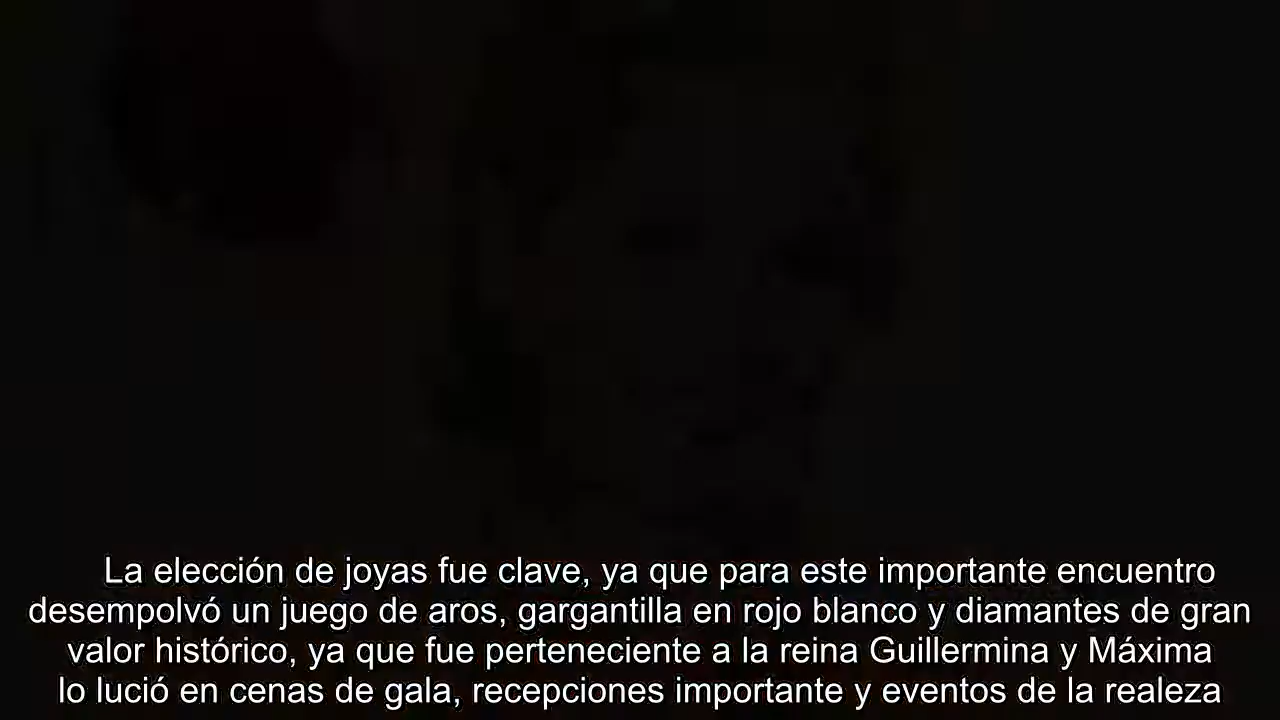 La elección de joyas fue clave, ya que para este importante encuentro
desempolvó un juego de aros, gargantilla en rojo blanco y diamantes de gran
valor histórico, ya que fue perteneciente a la reina Guillermina y Máxima
lo lució en cenas de gala, recepciones importante y eventos de la realeza